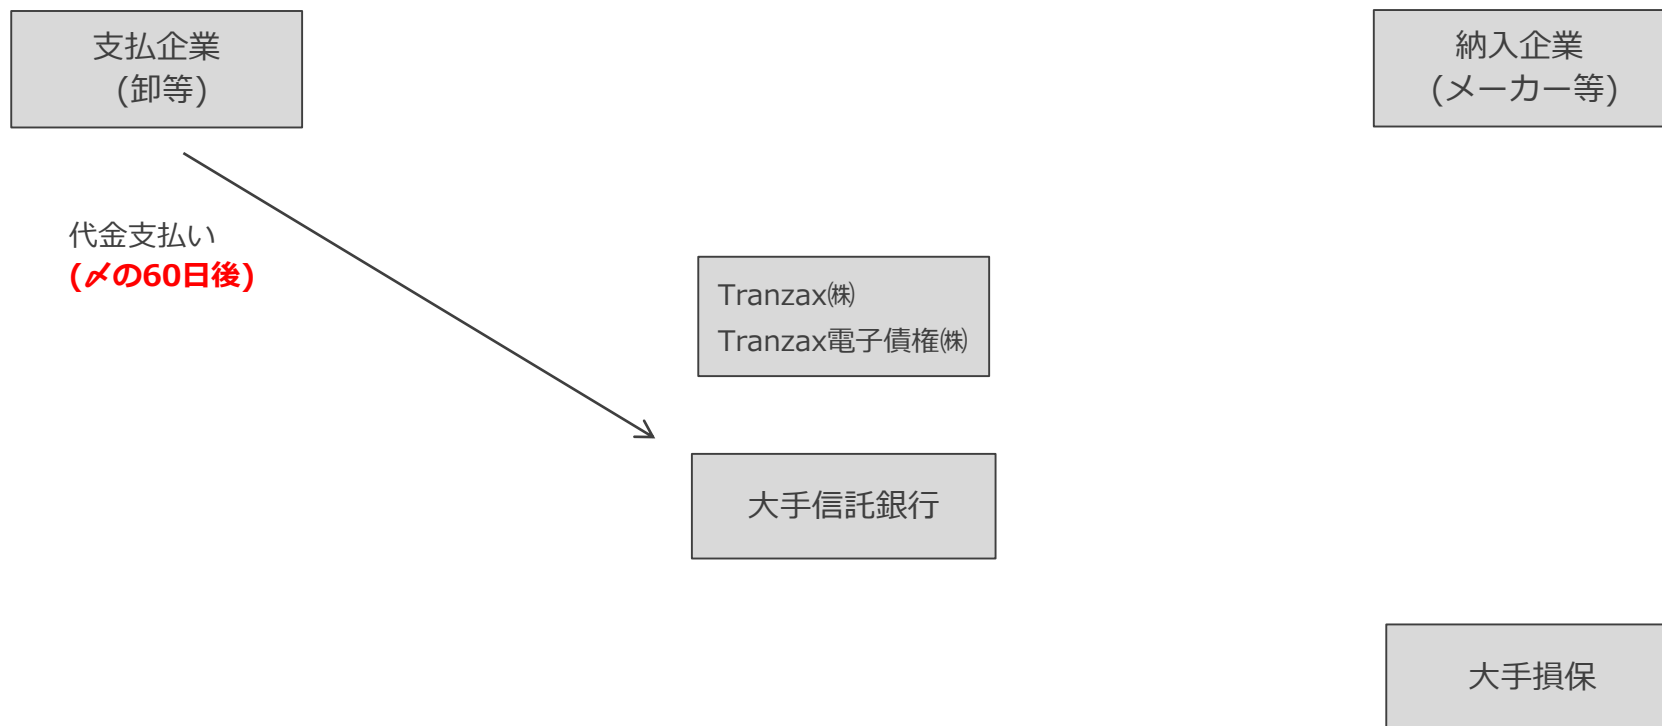 支払企業
(卸等)
納入企業
(メーカー等)
代金支払い
(〆の60日後)
Tranzax㈱
Tranzax電子債権㈱
大手信託銀行
大手損保